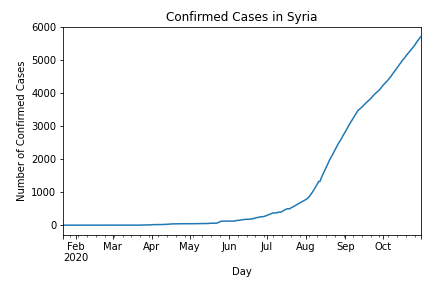 Confirmed Cases in Syria
Number of Confirmed Cases
6000
5000
4000
3000
2000
1000
0
Feb Mar Apr May Jun Jul Aug Sep Oct
2020
Day